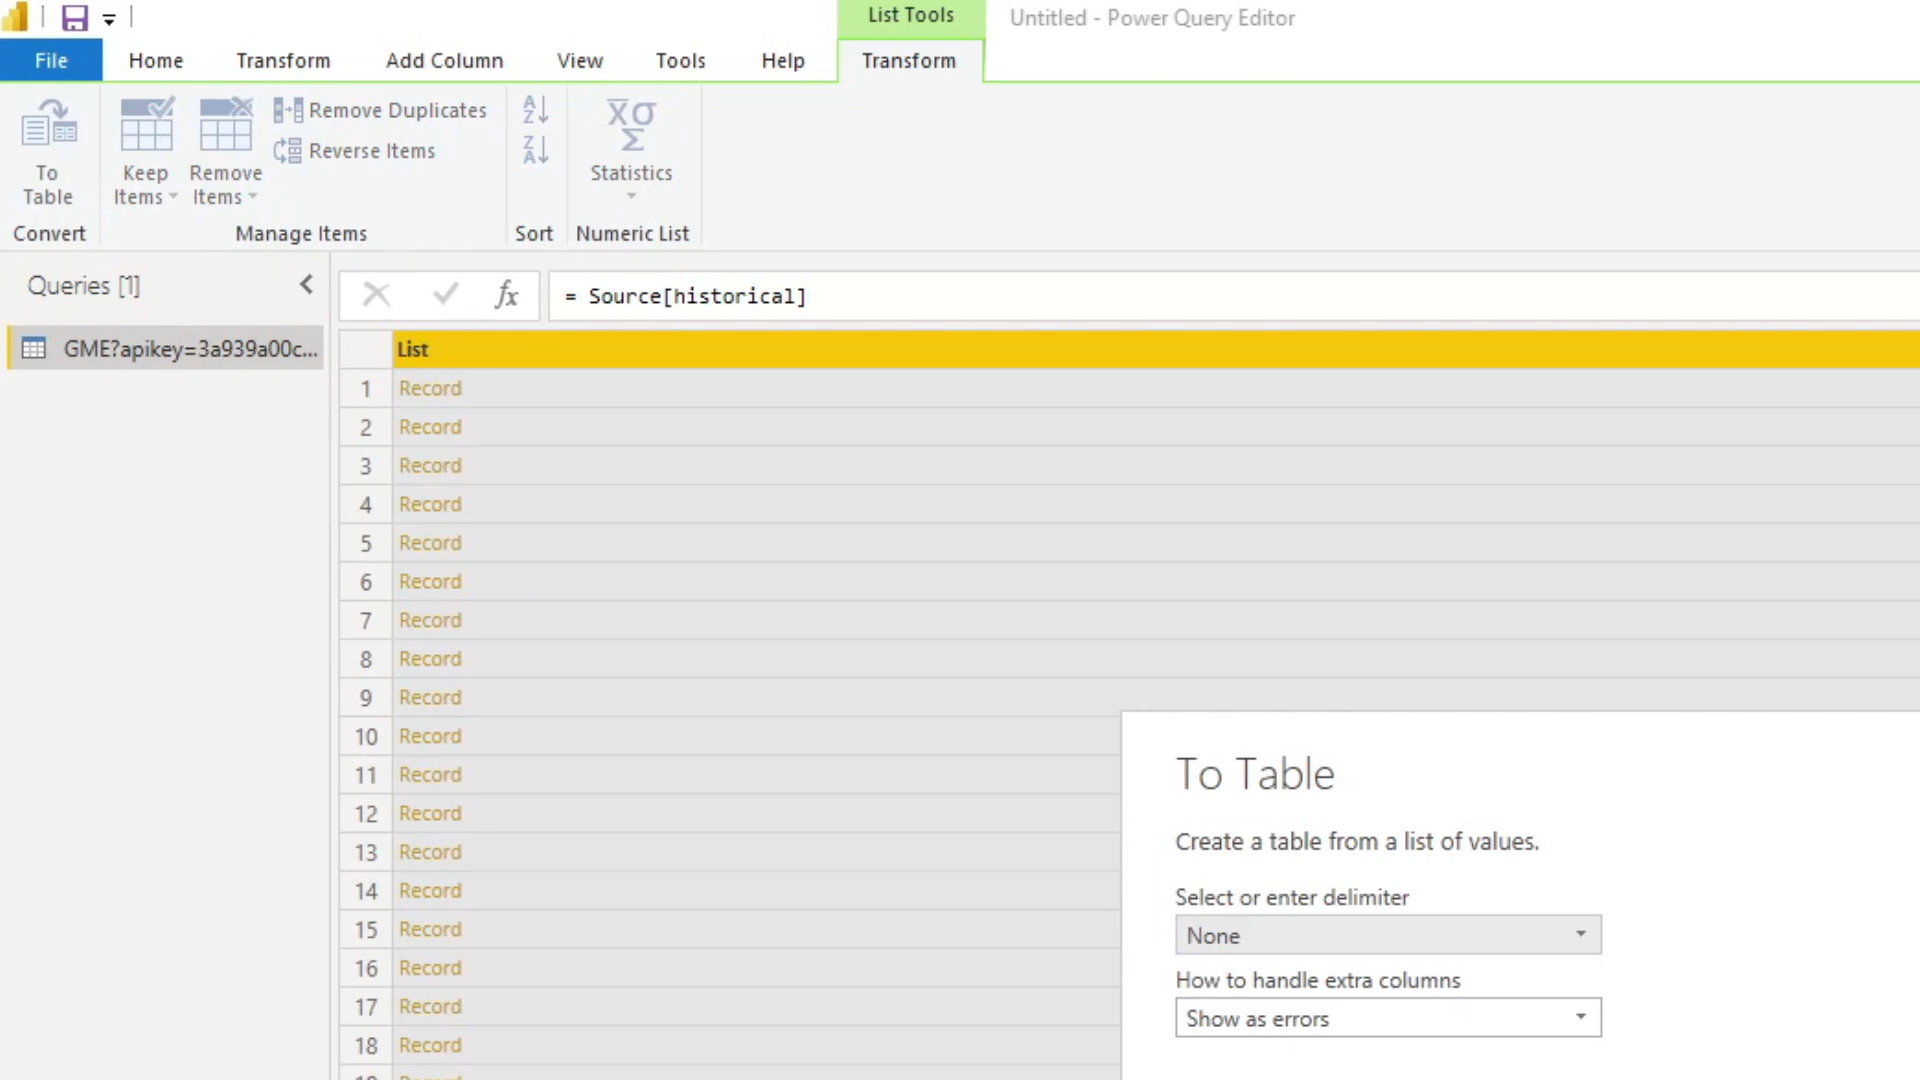 List Tools
Untitled - Power Query Editor
File
Home
Transform
Add Column
View
Tools
Help
Transform
To
Table
Keep
Items
Remove
Items
Remove Duplicates
Reverse Items
A
Z
Z
A
X̄σ
Σ
Statistics
Convert
Manage Items
Sort
Numeric List
Queries [1]
fx
= Source[historical]
GME?apikey=3a939a00c...
List
1 Record
2 Record
3 Record
4 Record
5 Record
6 Record
7 Record
8 Record
9 Record
10 Record
11 Record
12 Record
13 Record
14 Record
15 Record
16 Record
17 Record
18 Record
To Table
Create a table from a list of values.
Select or enter delimiter
None
How to handle extra columns
Show as errors